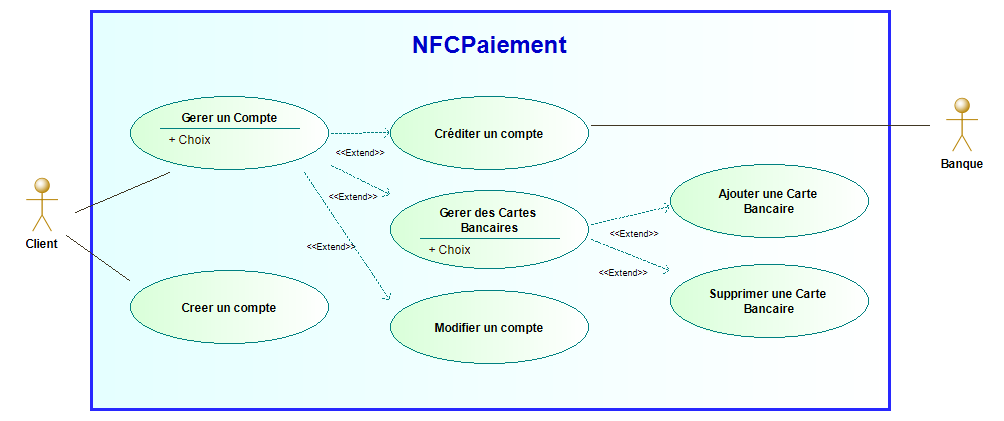 NFCPaiement
Gerer un Compte
+ Choix
Créditer un compte
<<Extend>>
Banque
<<Extend>>
Ajouter une Carte
Bancaire
Gerer des Cartes
Bancaires
+ Choix
<<Extend>>
Client
<<Extend>>
<<Extend>>
Creer un compte
Modifier un compte
Supprimer une Carte
Bancaire